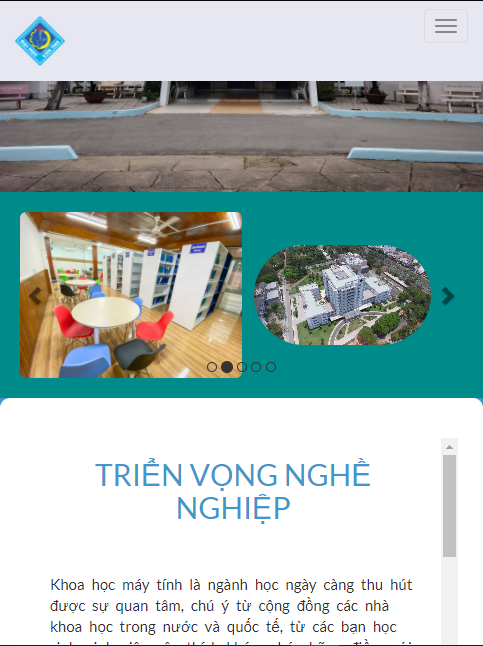 TRIỂN VỌNG NGHỀ
NGHIỆP
Khoa học máy tính là ngành học ngày càng thu hút
được sự quan tâm, chú ý từ cộng đồng các nhà
khoa học trong nước và quốc tế, từ các bạn học